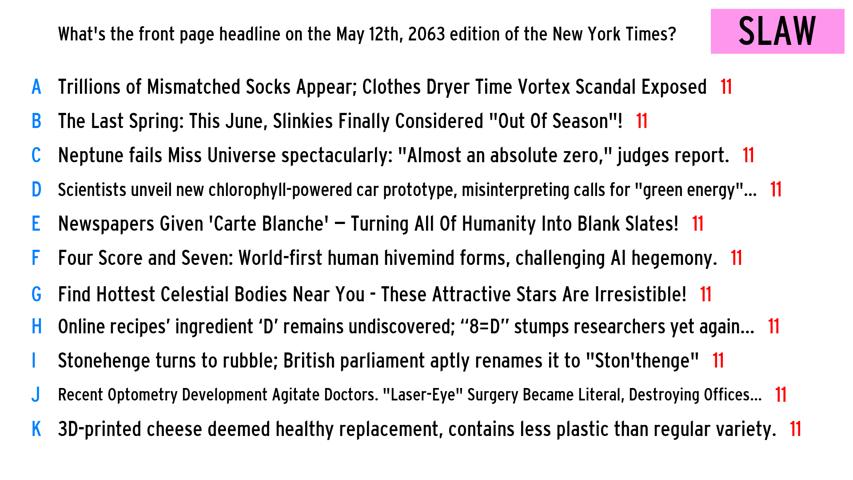 What's the front page headline on the May 12th, 2063 edition of the New York Times?
SLAW
A Trillions of Mismatched Socks Appear; Clothes Dryer Time Vortex Scandal Exposed 11
B The Last Spring: This June, Slinkies Finally Considered "Out Of Season"! 11
C Neptune fails Miss Universe spectacularly: "Almost an absolute zero," judges report. 11
D Scientists unveil new chlorophyll-powered car prototype, misinterpreting calls for "green energy"... 11
E Newspapers Given 'Carte Blanche' – Turning All Of Humanity Into Blank Slates! 11
F Four Score and Seven: World-first human hivemind forms, challenging AI hegemony. 11
G Find Hottest Celestial Bodies Near You - These Attractive Stars Are Irresistible! 11
H Online recipes’ ingredient ‘D’ remains undiscovered; “8=D” stumps researchers yet again... 11
I Stonehenge turns to rubble; British parliament aptly renames it to "Ston'thenge" 11
J Recent Optometry Development Agitate Doctors. "Laser-Eye" Surgery Became Literal, Destroying Offices... 11
K 3D-printed cheese deemed healthy replacement, contains less plastic than regular variety. 11